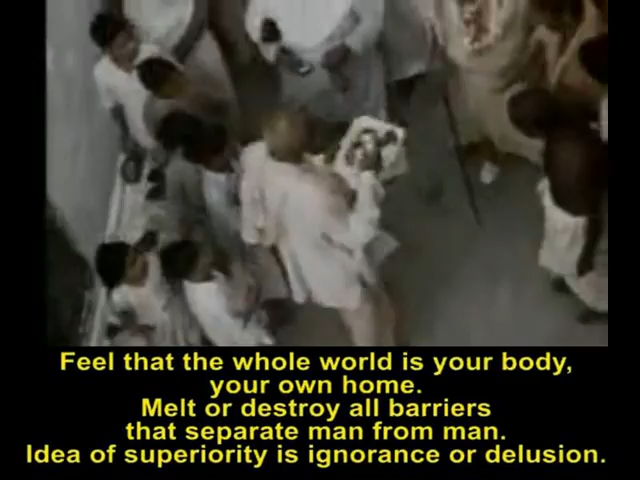 Feel that the whole world is your body,
your own home.
Melt or destroy all barriers
that separate man from man.
Idea of superiority is ignorance or delusion.